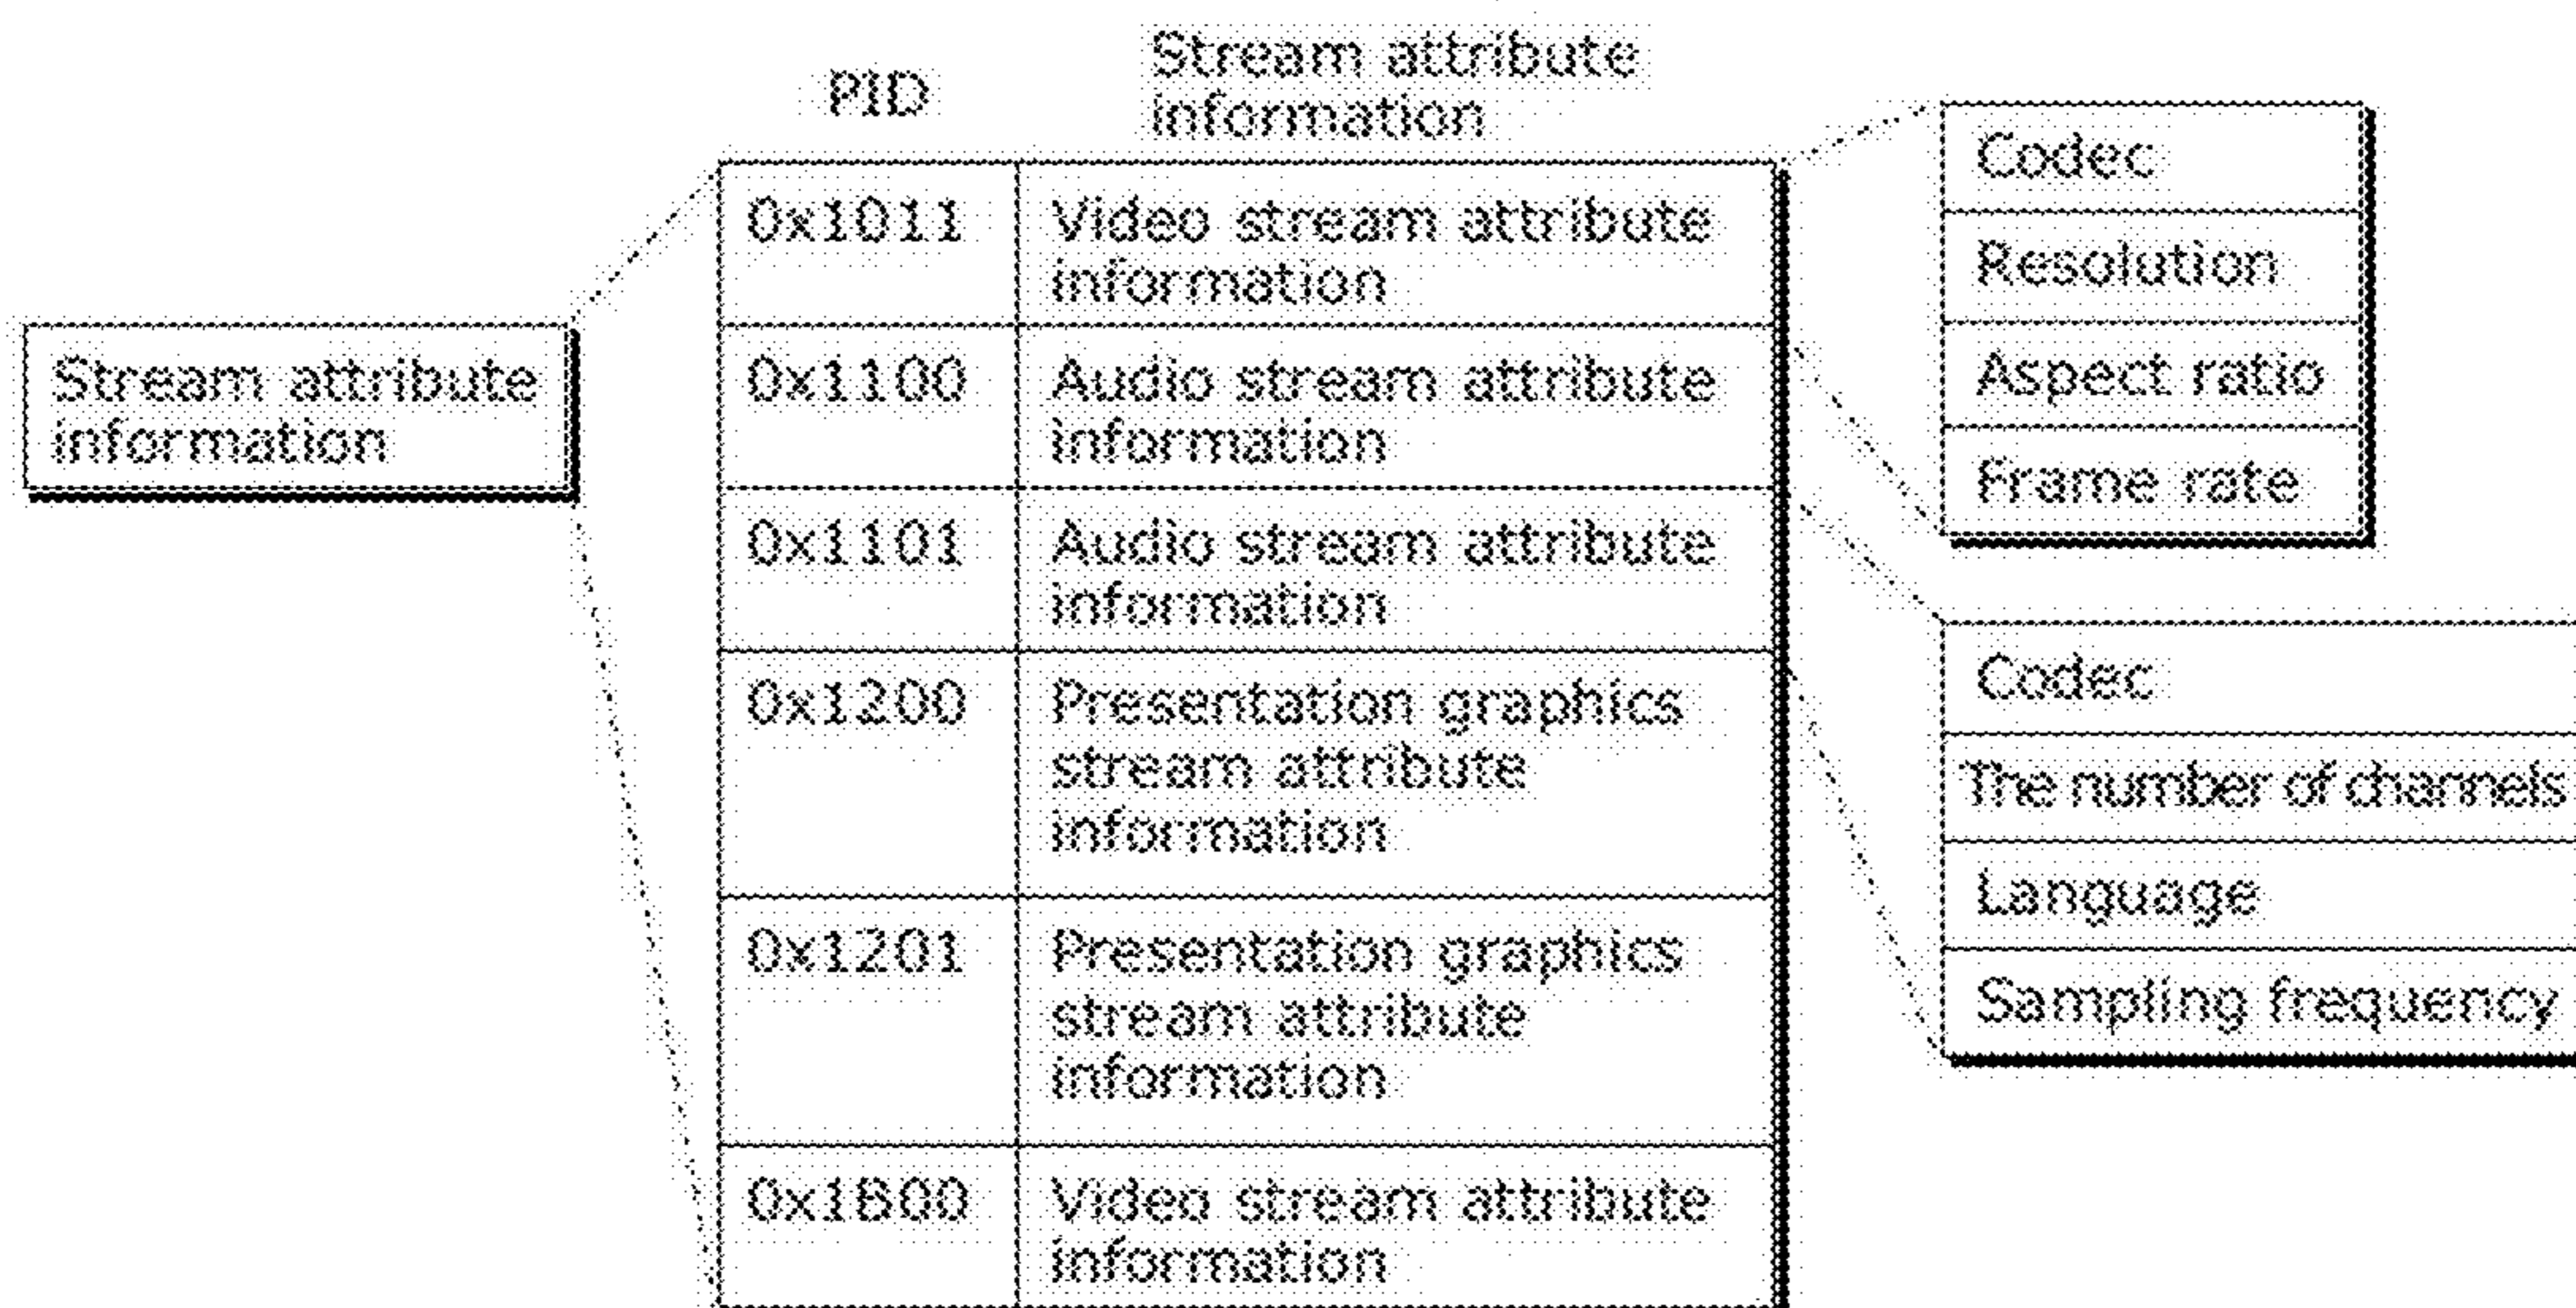 Stream attribute
information
PID
Stream attribute
information
0x1011
Video stream attribute
information
0x1100
Audio stream attribute
information
0x1101
Audio stream attribute
information
0x1200
Presentation graphics
stream attribute
information
0x1201
Presentation graphics
stream attribute
information
0x1B00
Video stream attribute
information
Codec
Resolution
Aspect ratio
Frame rate
Codec
The number of channels
Language
Sampling frequency